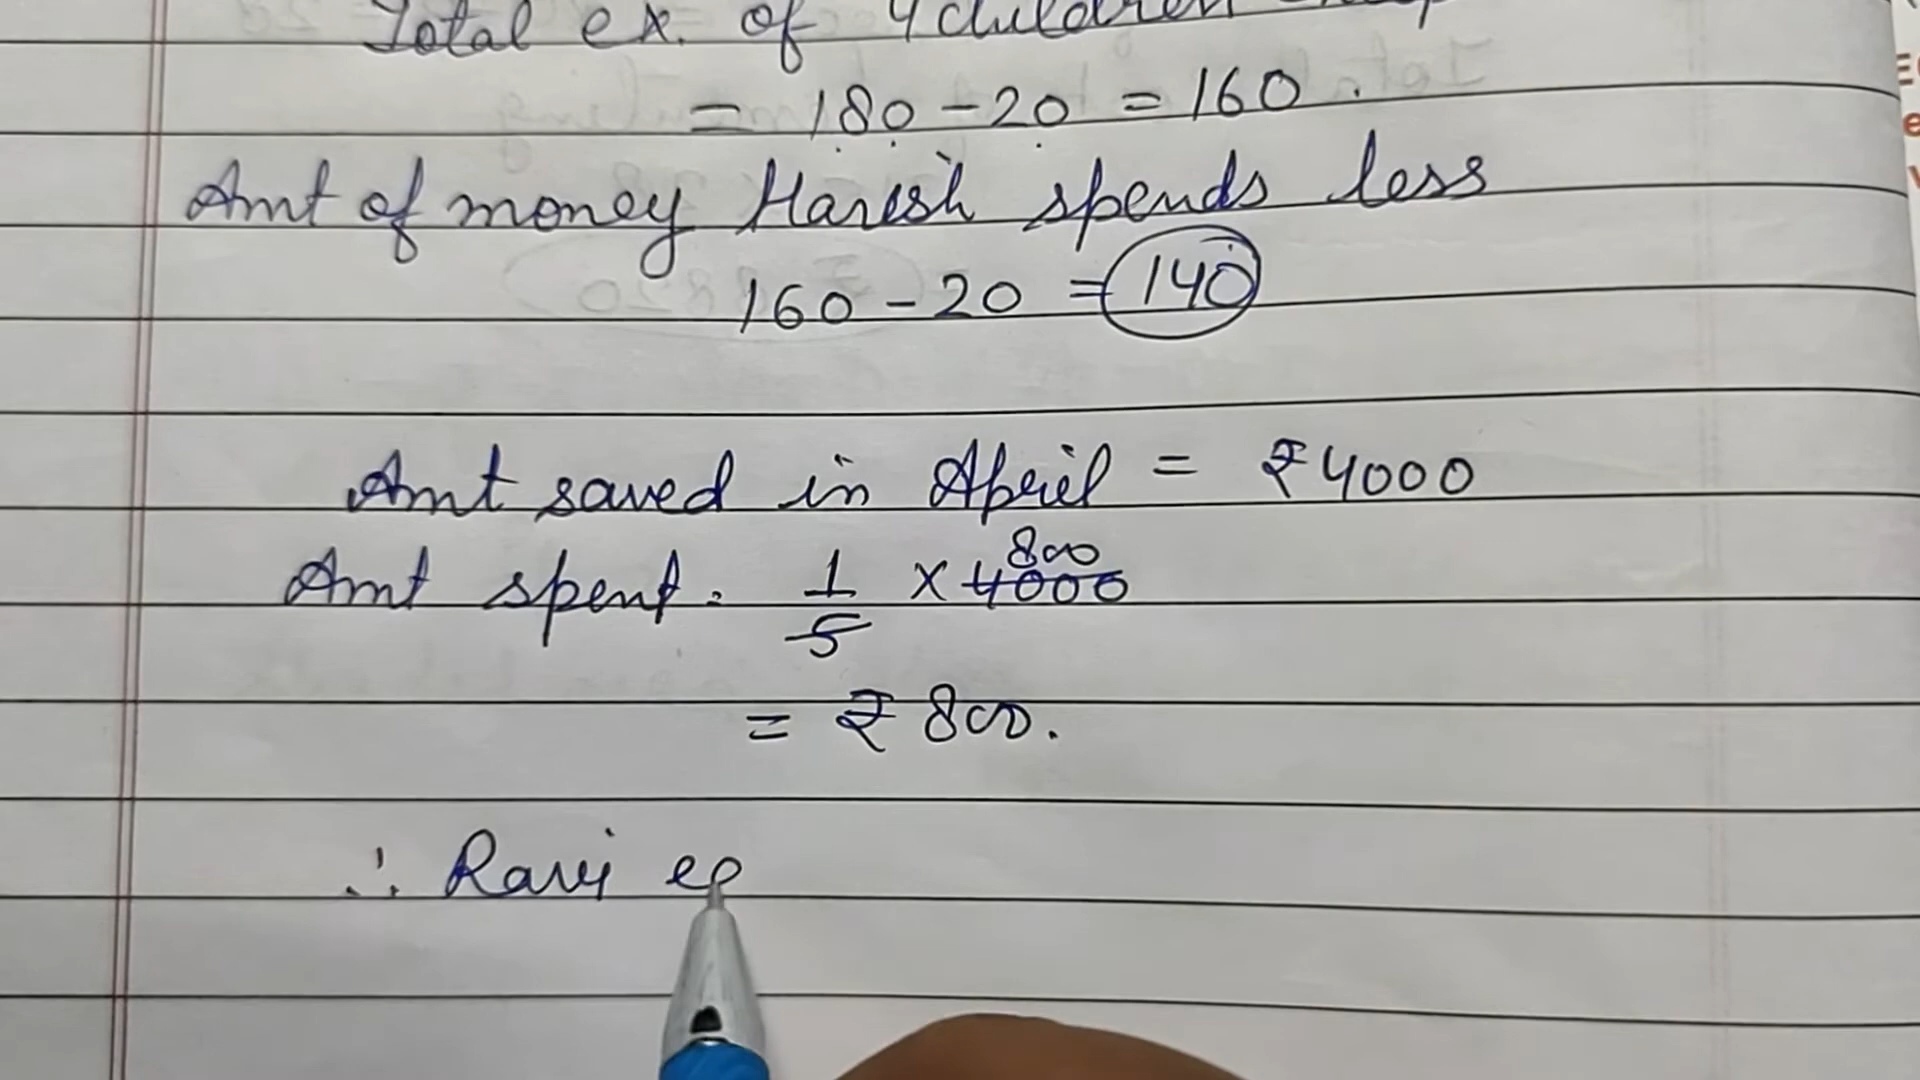 Total ex. of 4 children
= 180 - 20 = 160.
Amt of money Harish spends less
160 - 20 = 140
Amt saved in April = ₹4000
800
Amt spent = 1/5 × 4000
= ₹ 800.
∴ Ravi